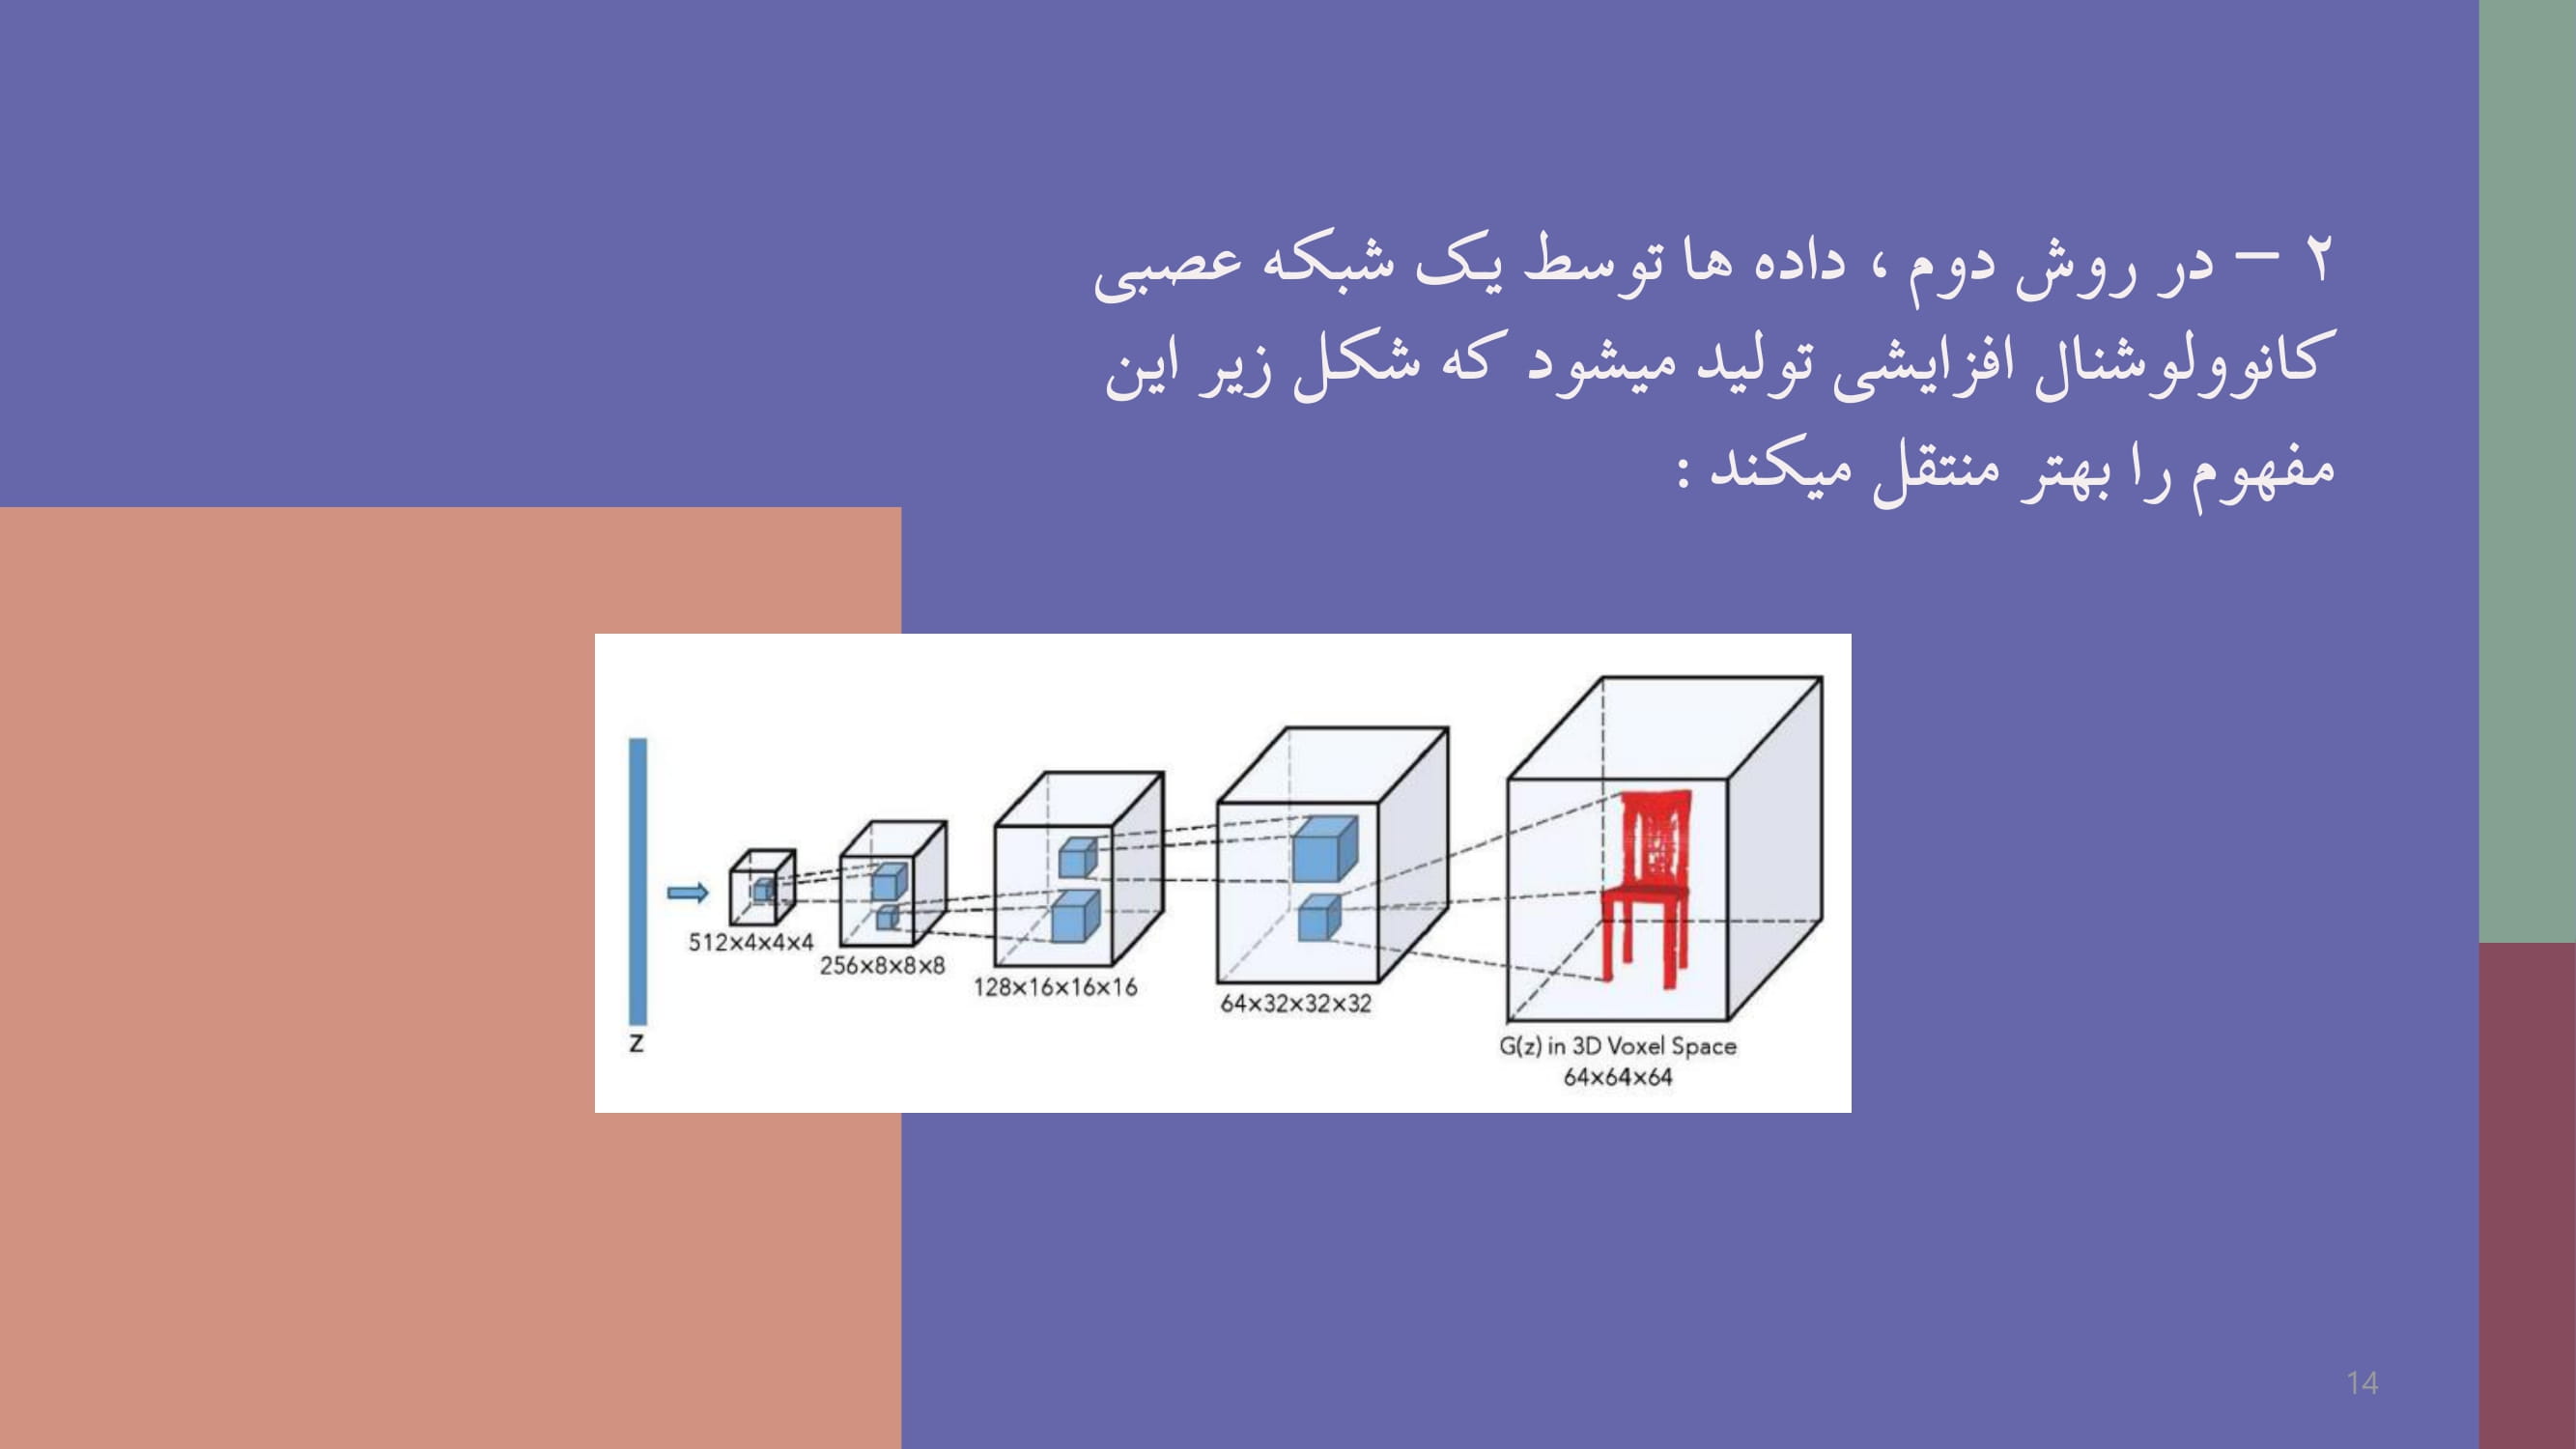 ۲ – در روش دوم ، داده ها توسط یک شبکه عصبی
کانوولوشنال افزایشی تولید میشود که شکل زیر این
مفهوم را بهتر منتقل میکند :
z
512×4×4×4
256×8×8×8
128×16×16×16
64×32×32×32
G(z) in 3D Voxel Space
64×64×64
14